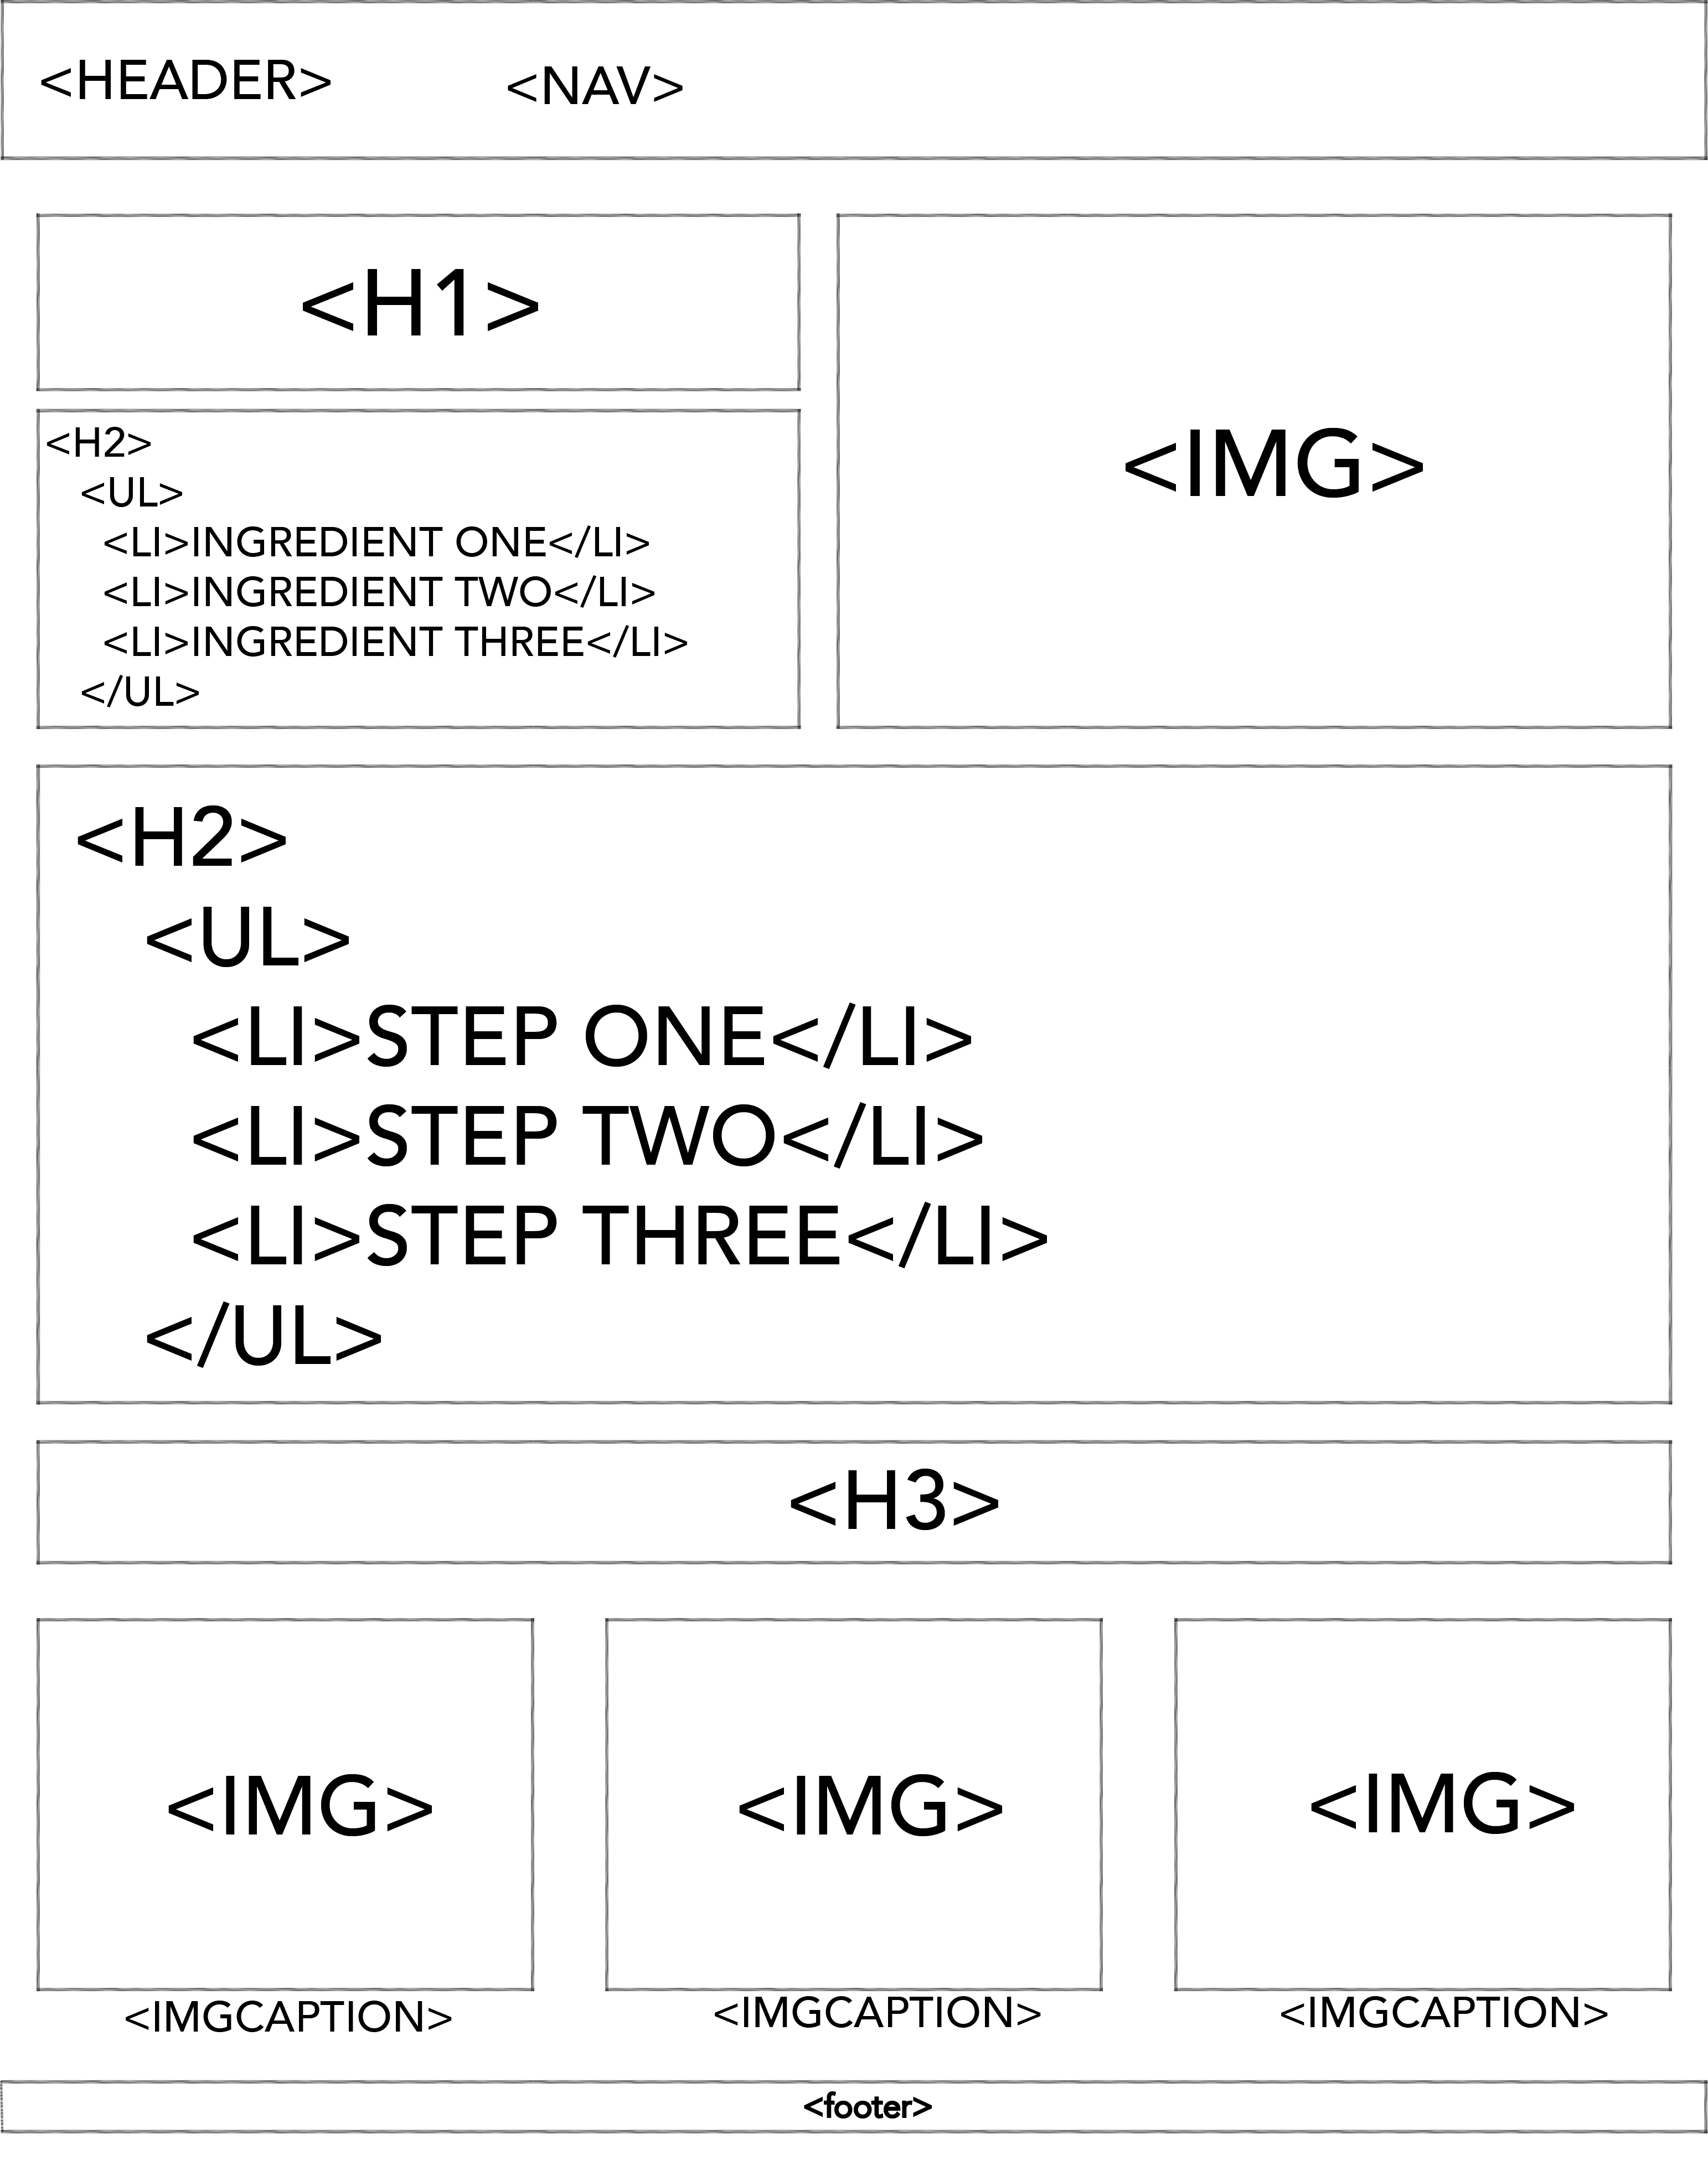 <HEADER> <NAV>
<H1>
<H2>
<UL>
<LI>INGREDIENT ONE</LI>
<LI>INGREDIENT TWO</LI>
<LI>INGREDIENT THREE</LI>
</UL>
<IMG>
<H2>
<UL>
<LI>STEP ONE</LI>
<LI>STEP TWO</LI>
<LI>STEP THREE</LI>
</UL>
<H3>
<IMG> <IMG> <IMG>
<IMGCAPTION> <IMGCAPTION> <IMGCAPTION>
<footer>